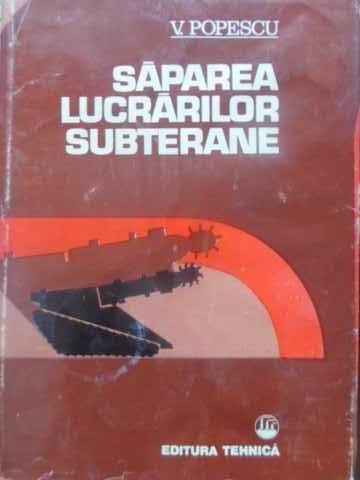 V. POPESCU
SĂPAREA
LUCRĂRILOR
SUBTERANE
EDITURA TEHNICĂ